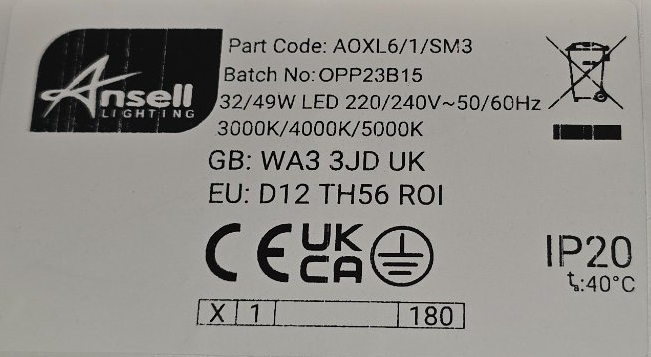 Ansell
LIGHTING
Part Code: AOXL6/1/SM3
Batch No: OPP23B15
32/49W LED 220/240V~50/60Hz
3000K/4000K/5000K
GB: WA3 3JD UK
EU: D12 TH56 ROI
CE UK CA
IP20
ta:40°C
X 1 180